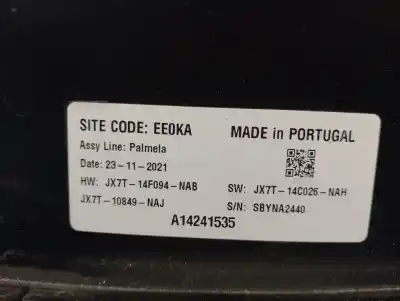 SITE CODE: EE0KA
MADE in PORTUGAL
Assy Line: Palmela
Date: 23-11-2021
HW: JX7T-14F094-NAB
SW: JX7T-14C026-NAH
JX7T-10849-NAJ
S/N: SBYNA2440
A14241535